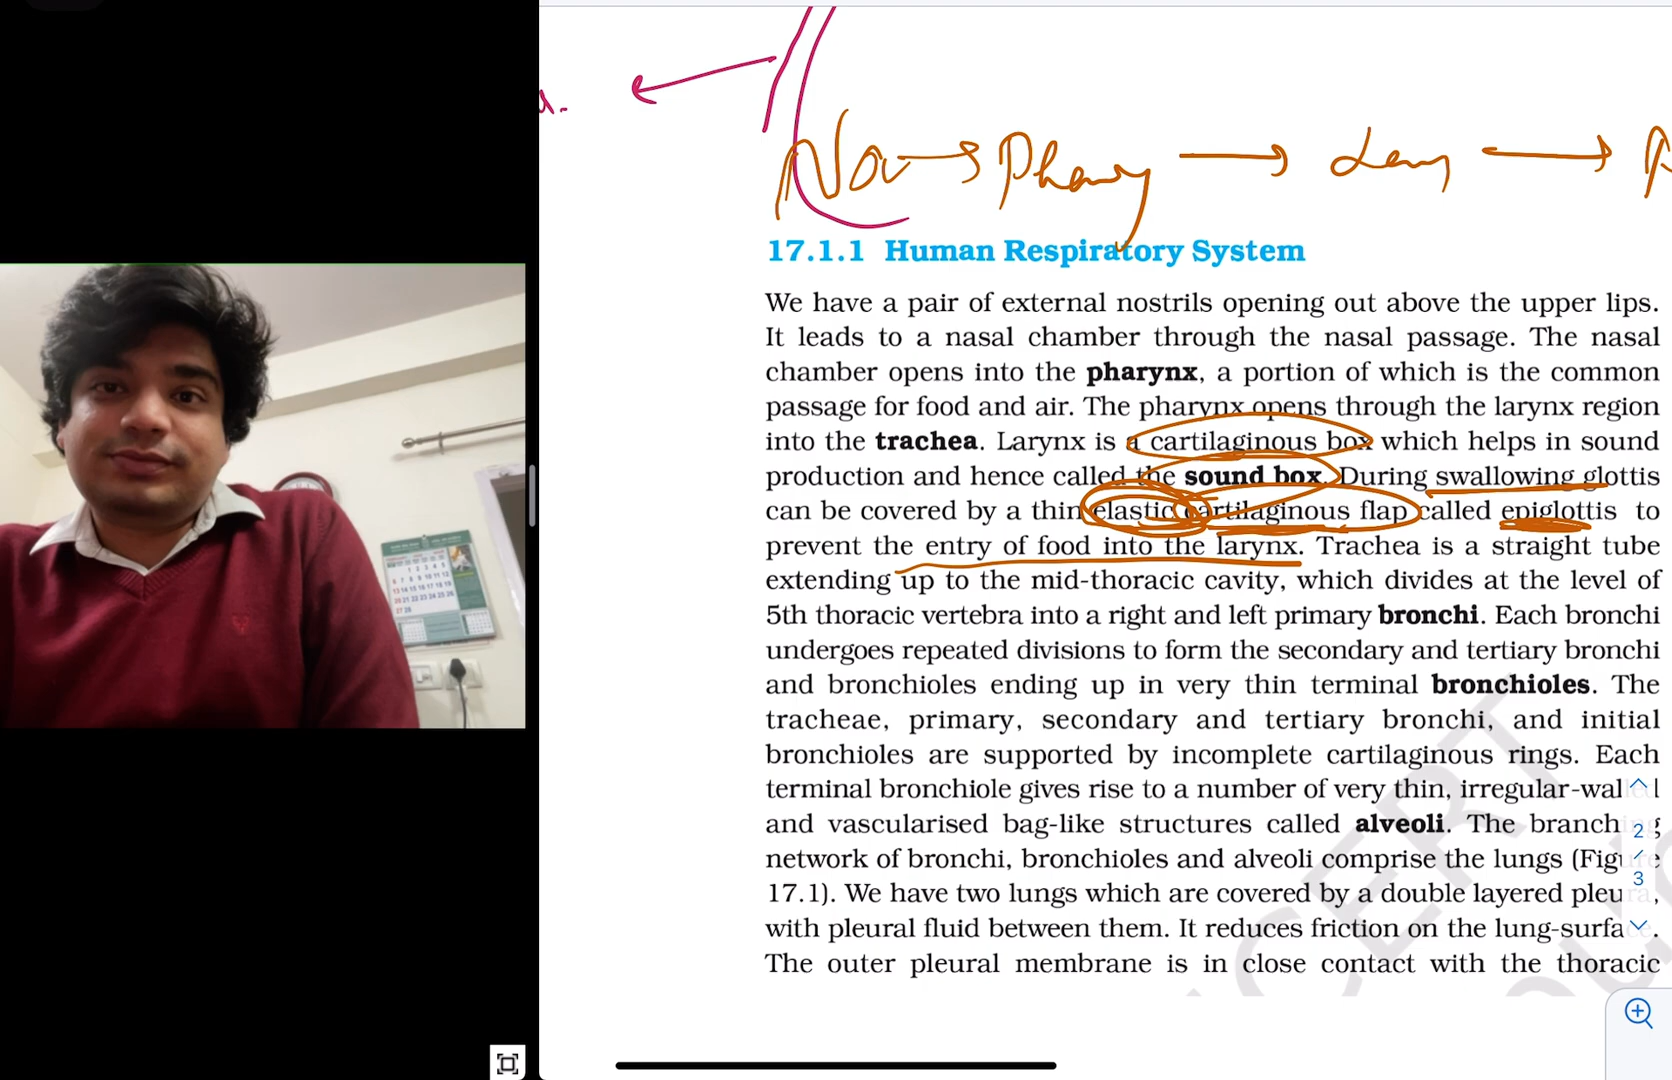 Pharny
17.1.1 Human Respiratory System
We have a pair of external nostrils opening out above the upper lips.
It leads to a nasal chamber through the nasal passage. The nasal
chamber opens into the pharynx, a portion of which is the common
passage for food and air. The pharynx opens through the larynx region
into the trachea. Larynx is a cartilaginous box which helps in sound
production and hence called the sound box. During swallowing glottis
can be covered by a thin elastic cartilaginous flap called epiglottis to
prevent the entry of food into the larynx. Trachea is a straight tube
extending up to the mid-thoracic cavity, which divides at the level of
5th thoracic vertebra into a right and left primary bronchi. Each bronchi
undergoes repeated divisions to form the secondary and tertiary bronchi
and bronchioles ending up in very thin terminal bronchioles. The
tracheae, primary, secondary and tertiary bronchi, and initial
bronchioles are supported by incomplete cartilaginous rings. Each
terminal bronchiole gives rise to a number of very thin, irregular-walled
and vascularised bag-like structures called alveoli. The branching
network of bronchi, bronchioles and alveoli comprise the lungs (Figure
17.1). We have two lungs which are covered by a double layered pleura,
with pleural fluid between them. It reduces friction on the lung-surface.
The outer pleural membrane is in close contact with the thoracic
2
3